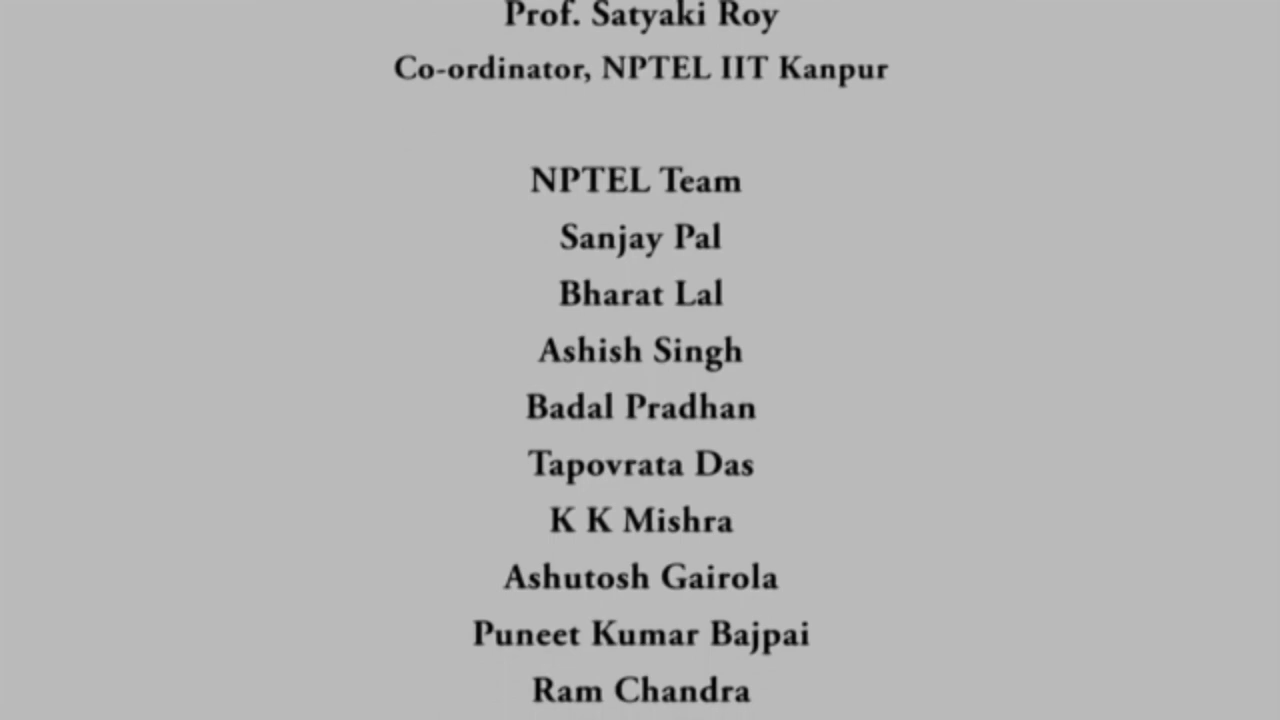 Prof. Satyaki Roy
Co-ordinator, NPTEL IIT Kanpur
NPTEL Team
Sanjay Pal
Bharat Lal
Ashish Singh
Badal Pradhan
Tapovrata Das
K K Mishra
Ashutosh Gairola
Puneet Kumar Bajpai
Ram Chandra